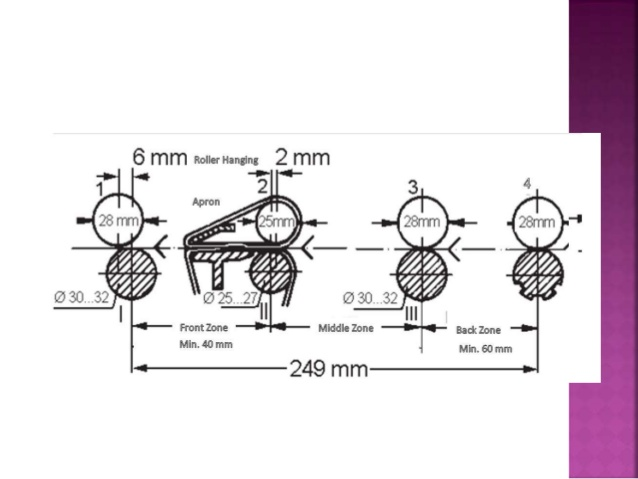 6 mm Roller Hanging 2 mm
1 2 3 4
Apron
28 mm 25mm 28mm 28mm
Ø 30...32 Ø 25...27 Ø 30...32
I II III
Front Zone Middle Zone Back Zone
Min. 40 mm Min. 60 mm
249 mm